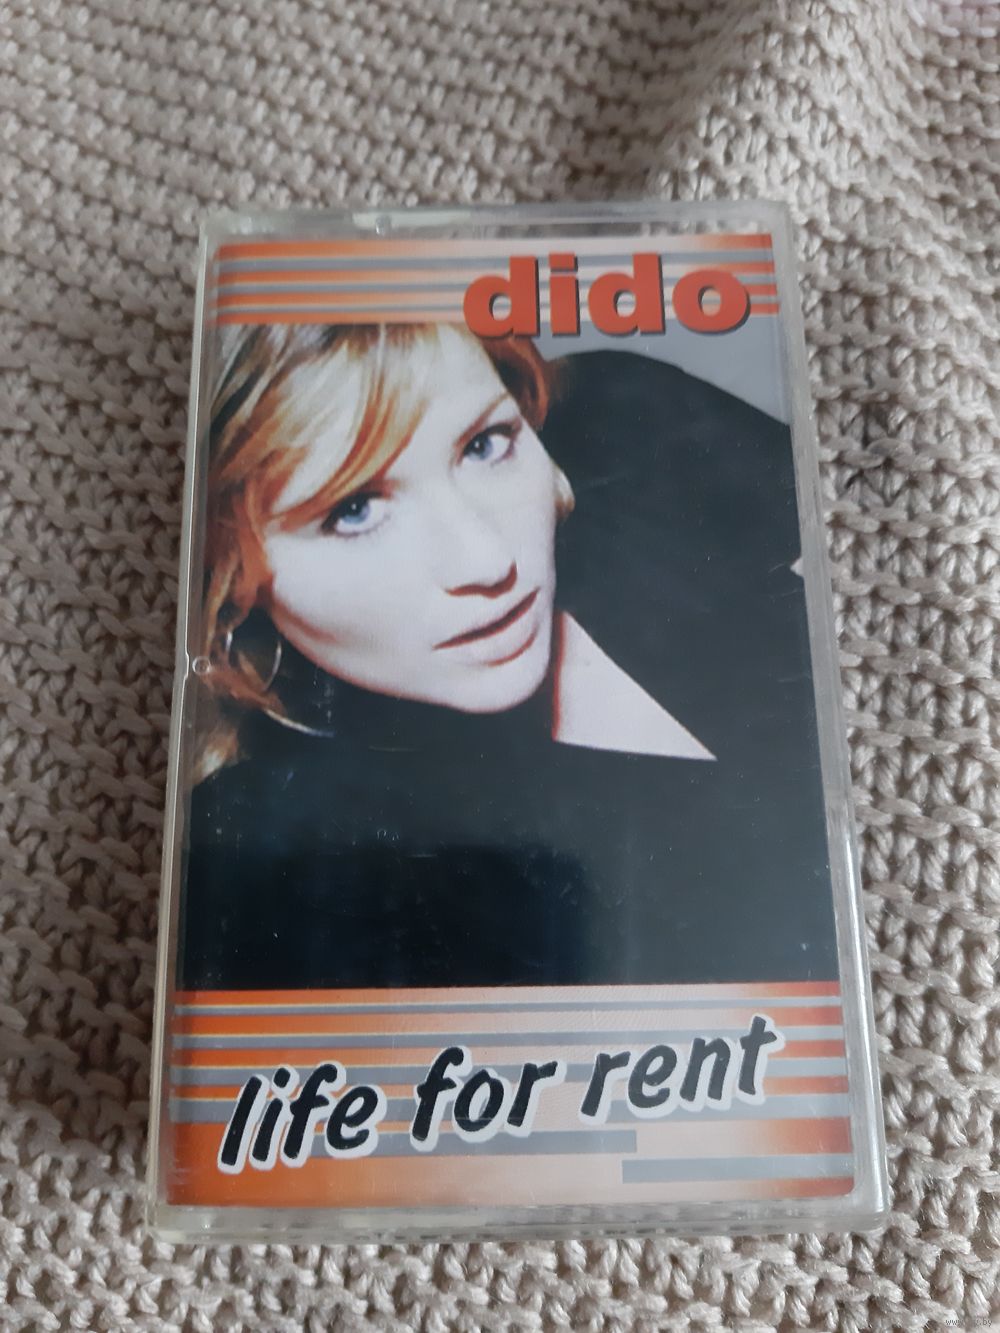 dido
life for rent